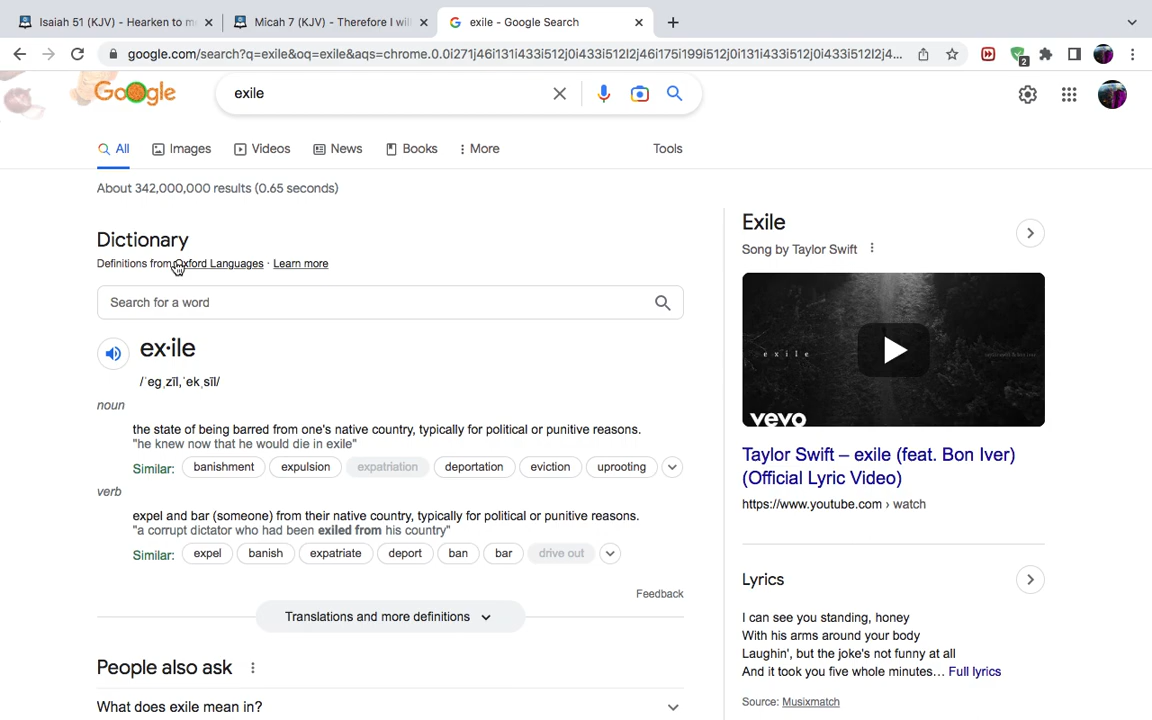 Isaiah 51 (KJV) - Hearken to m
Micah 7 (KJV) - Therefore I wil
exile - Google Search
google.com/search?q=exile&oq=exile&aqs=chrome.0.0i271j46i131i433i512j0i433i512l2j46i175i199i512j0i131i433i512j0i433i512l2j4...
2
Google
exile
All
Images
Videos
News
Books
More
Tools
About 342,000,000 results (0.65 seconds)
Dictionary
Definitions from Oxford Languages · Learn more
Search for a word
ex·ile
/ˈegˌzīl,ˈekˌsīl/
noun
the state of being barred from one's native country, typically for political or punitive reasons.
"he knew now that he would die in exile"
Similar: banishment expulsion expatriation deportation eviction uprooting
verb
expel and bar (someone) from their native country, typically for political or punitive reasons.
"a corrupt dictator who had been exiled from his country"
Similar: expel banish expatriate deport ban bar drive out
Feedback
Translations and more definitions
People also ask
What does exile mean in?
Exile
Song by Taylor Swift
e x i l e
vevo
Taylor Swift – exile (feat. Bon Iver)
(Official Lyric Video)
https://www.youtube.com › watch
Lyrics
I can see you standing, honey
With his arms around your body
Laughin', but the joke's not funny at all
And it took you five whole minutes… Full lyrics
Source: Musixmatch